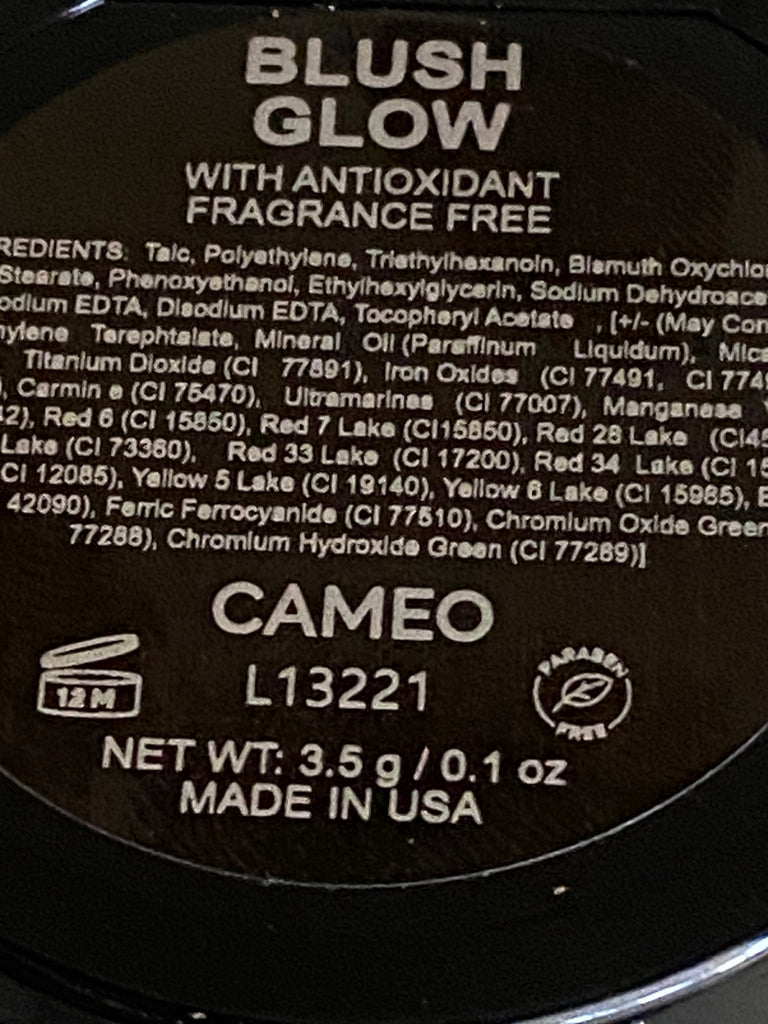 BLUSH
GLOW
WITH ANTIOXIDANT
FRAGRANCE FREE
REDIENTS: Talc, Polyethylene, Triethylhexanoin, Bismuth Oxychlor
Stearate, Phenoxyethanol, Ethylhexylglycerin, Sodium Dehydroace
odium EDTA, Disodium EDTA, Tocopheryl Acetate , [+/- (May Con
hylene Terephtalate, Mineral Oil (Paraffinum Liquidum), Mica
Titanium Dioxide (CI 77891), Iron Oxides (CI 77491, CI 7749
), Carmin e (CI 75470), Ultramarines (CI 77007), Manganese V
42), Red 6 (CI 15850), Red 7 Lake (CI15850), Red 28 Lake (CI45
Lake (CI 73360), Red 33 Lake (CI 17200), Red 34 Lake (CI 15
CI 12085), Yellow 5 Lake (CI 19140), Yellow 6 Lake (CI 15985), B
42090), Ferric Ferrocyanide (CI 77510), Chromium Oxide Green
77288), Chromium Hydroxide Green (CI 77289)]
CAMEO
12 M
L13221
PARABEN
FREE
NET WT: 3.5 g / 0.1 oz
MADE IN USA